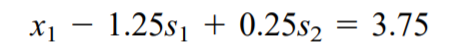 x₁ − 1.25s₁ + 0.25s₂ = 3.75